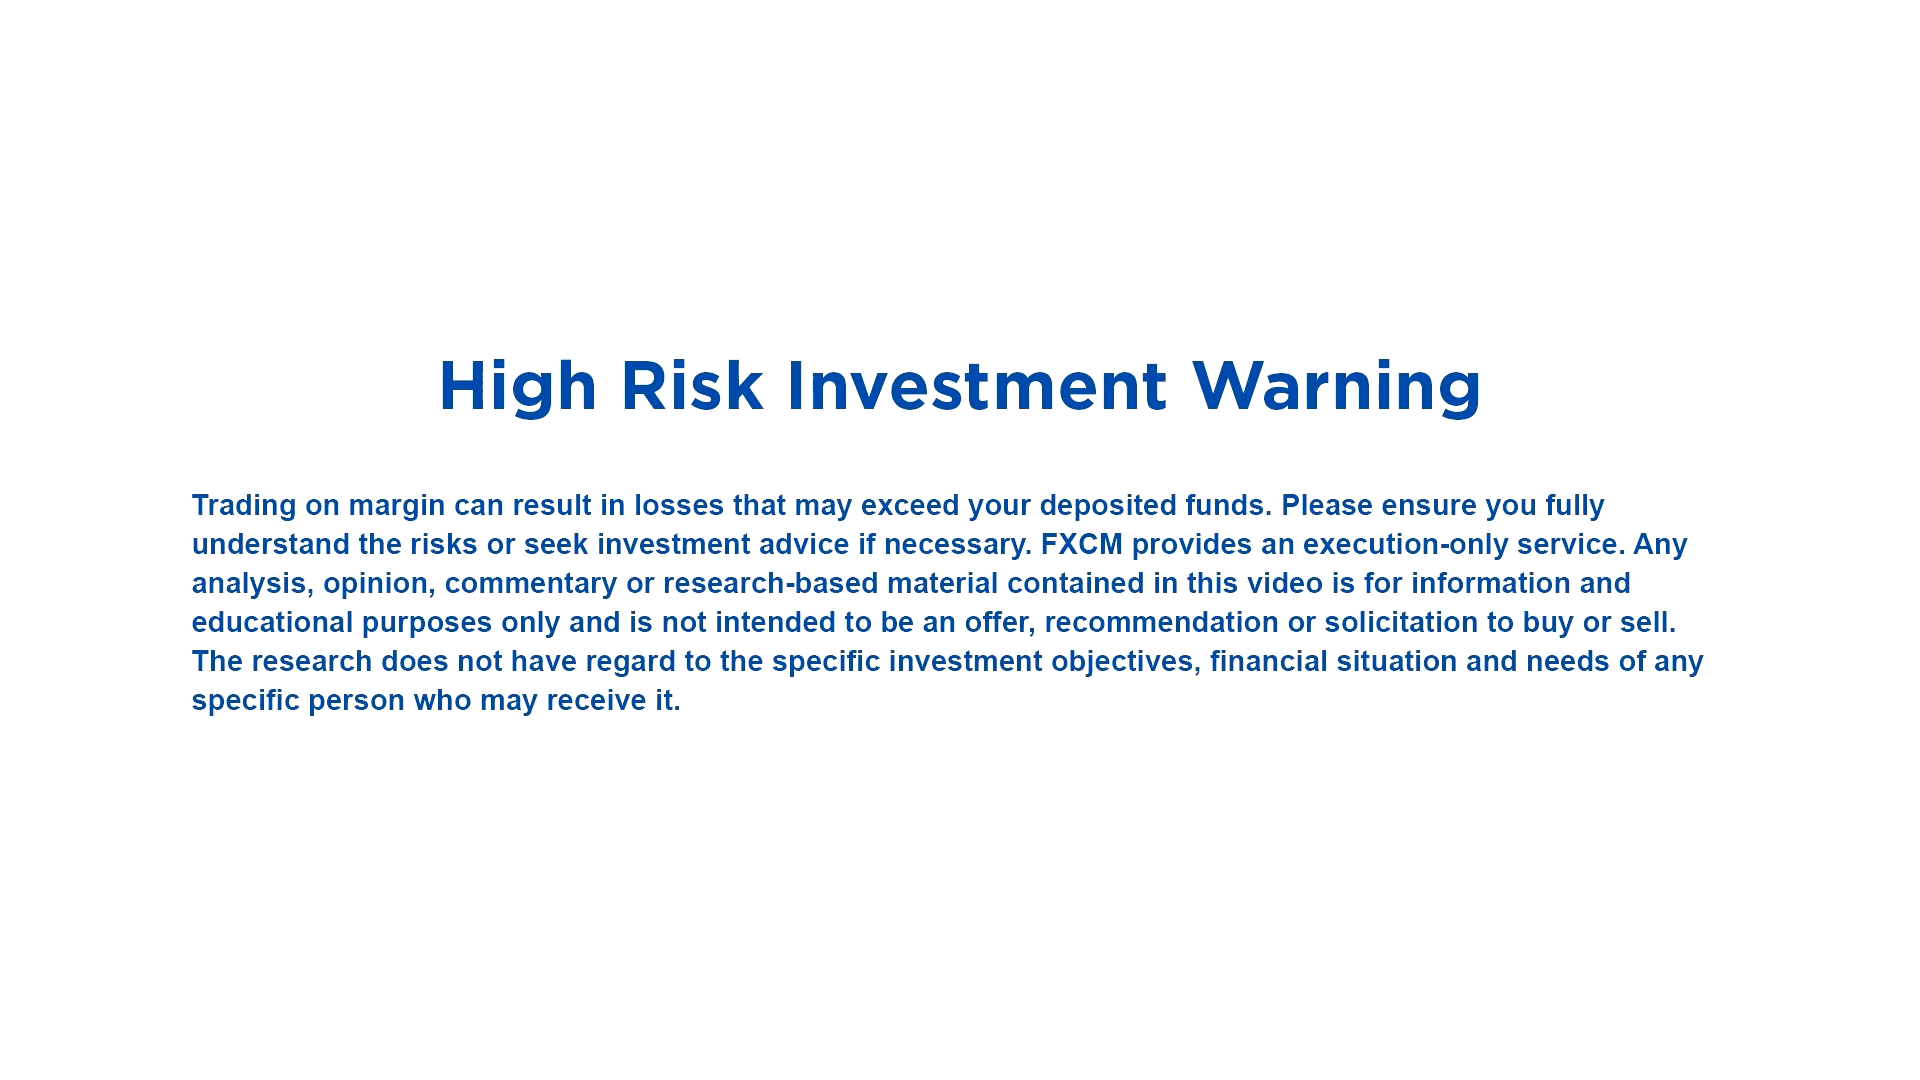 High Risk Investment Warning
Trading on margin can result in losses that may exceed your deposited funds. Please ensure you fully
understand the risks or seek investment advice if necessary. FXCM provides an execution-only service. Any
analysis, opinion, commentary or research-based material contained in this video is for information and
educational purposes only and is not intended to be an offer, recommendation or solicitation to buy or sell.
The research does not have regard to the specific investment objectives, financial situation and needs of any
specific person who may receive it.